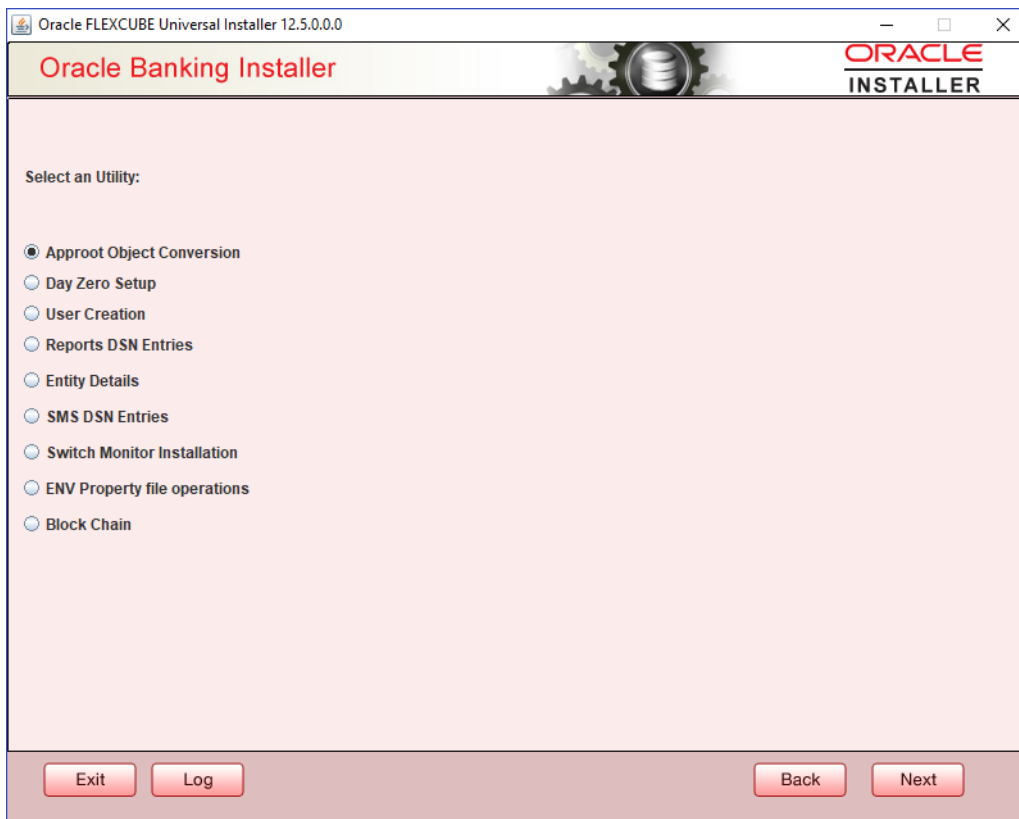 Oracle FLEXCUBE Universal Installer 12.5.0.0.0
Oracle Banking Installer
ORACLE
INSTALLER
Select an Utility:
Approot Object Conversion
Day Zero Setup
User Creation
Reports DSN Entries
Entity Details
SMS DSN Entries
Switch Monitor Installation
ENV Property file operations
Block Chain
Exit Log Back Next